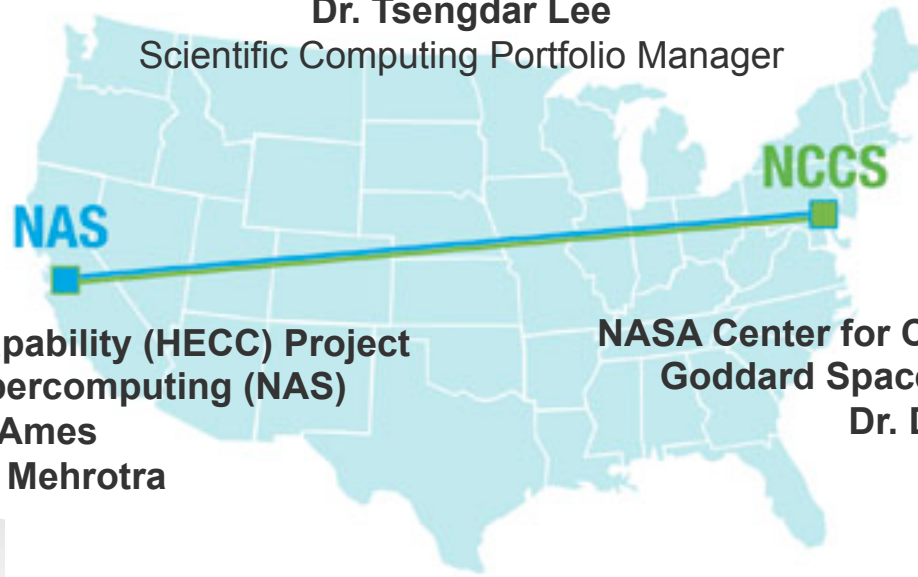 Dr. Tsengdar Lee
Scientific Computing Portfolio Manager
NCCS
NAS
pability (HECC) Project
percomputing (NAS)
Ames
Mehrotra
NASA Center for C
Goddard Space
Dr. D